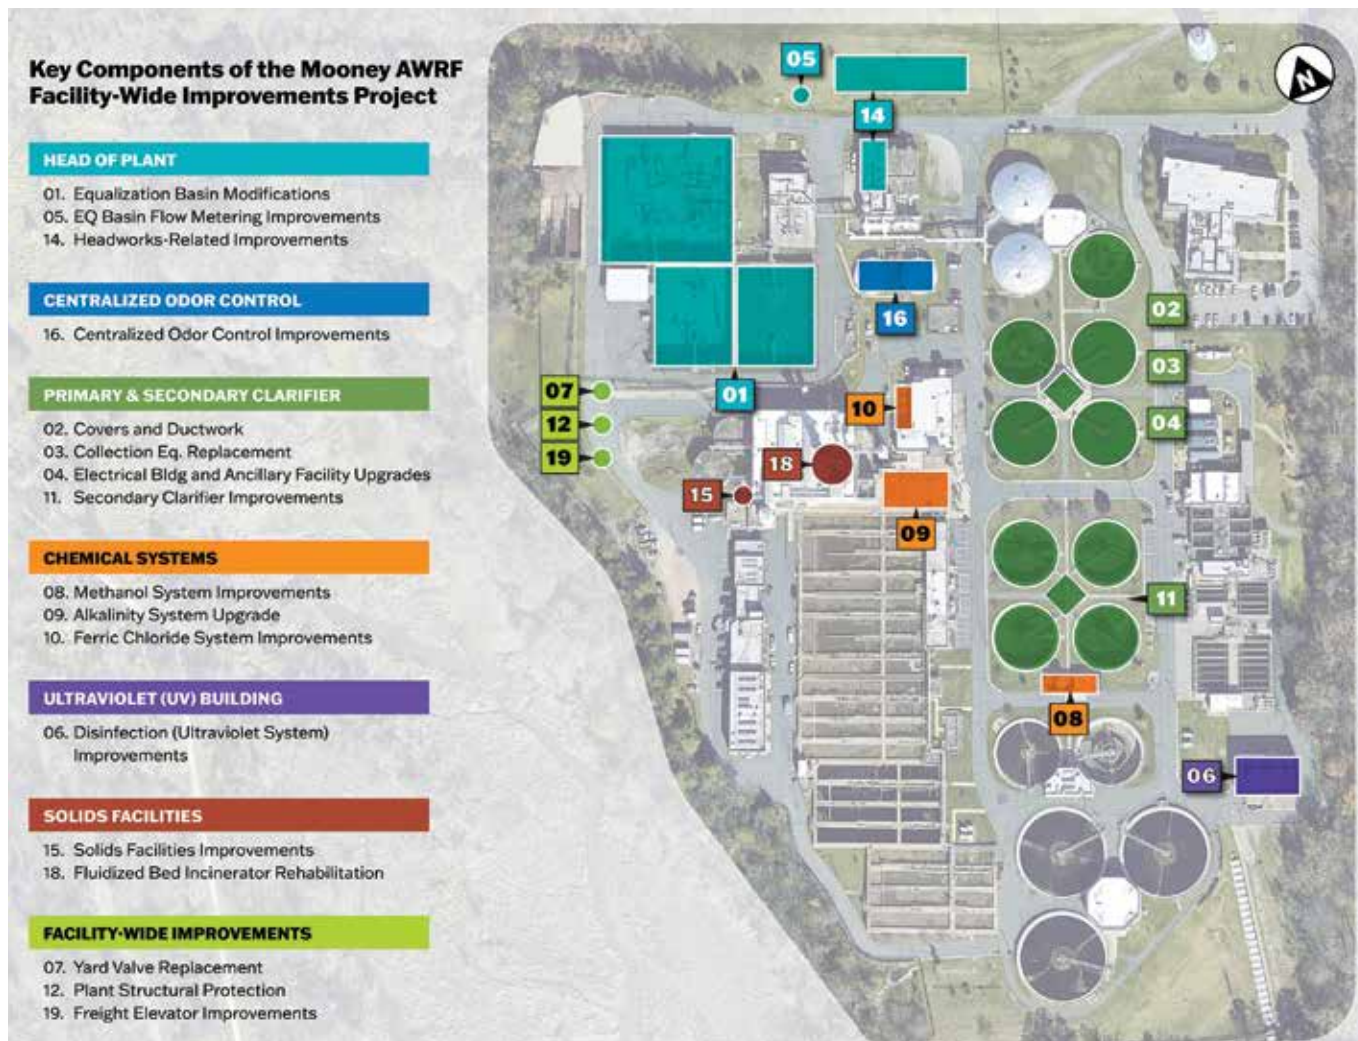 Key Components of the Mooney AWRF
Facility-Wide Improvements Project
HEAD OF PLANT
01. Equalization Basin Modifications
05. EQ Basin Flow Metering Improvements
14. Headworks-Related Improvements
CENTRALIZED ODOR CONTROL
16. Centralized Odor Control Improvements
PRIMARY & SECONDARY CLARIFIER
02. Covers and Ductwork
03. Collection Eq. Replacement
04. Electrical Bldg and Ancillary Facility Upgrades
11. Secondary Clarifier Improvements
CHEMICAL SYSTEMS
08. Methanol System Improvements
09. Alkalinity System Upgrade
10. Ferric Chloride System Improvements
ULTRAVIOLET (UV) BUILDING
06. Disinfection (Ultraviolet System)
Improvements
SOLIDS FACILITIES
15. Solids Facilities Improvements
18. Fluidized Bed Incinerator Rehabilitation
FACILITY-WIDE IMPROVEMENTS
07. Yard Valve Replacement
12. Plant Structural Protection
19. Freight Elevator Improvements
05
N
14
02
16
03
07
01
10
12
04
19
18
15
09
11
08
06